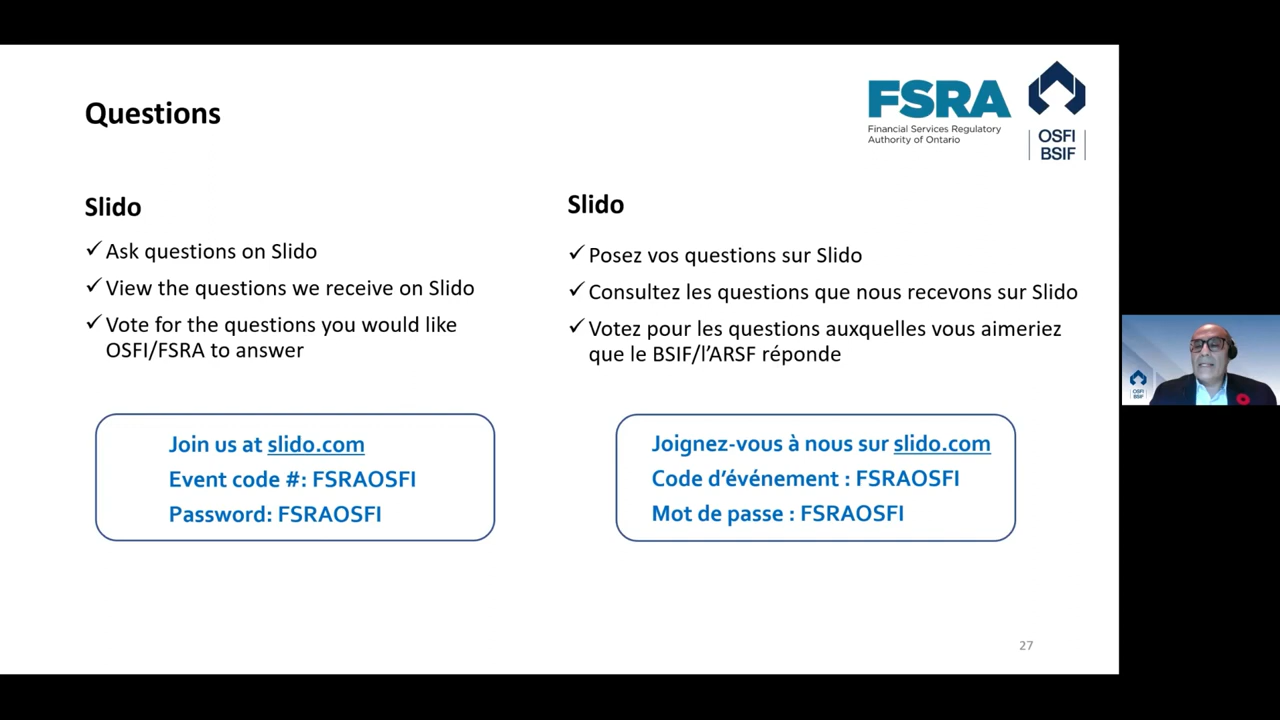 Questions
FSRA
Financial Services Regulatory
Authority of Ontario
OSFI
BSIF
Slido
✓ Ask questions on Slido
✓ View the questions we receive on Slido
✓ Vote for the questions you would like
OSFI/FSRA to answer
Join us at slido.com
Event code #: FSRAOSFI
Password: FSRAOSFI
Slido
✓ Posez vos questions sur Slido
✓ Consultez les questions que nous recevons sur Slido
✓ Votez pour les questions auxquelles vous aimeriez
que le BSIF/l’ARSF réponde
Joignez-vous à nous sur slido.com
Code d’événement : FSRAOSFI
Mot de passe : FSRAOSFI
27
OSFI
BSIF